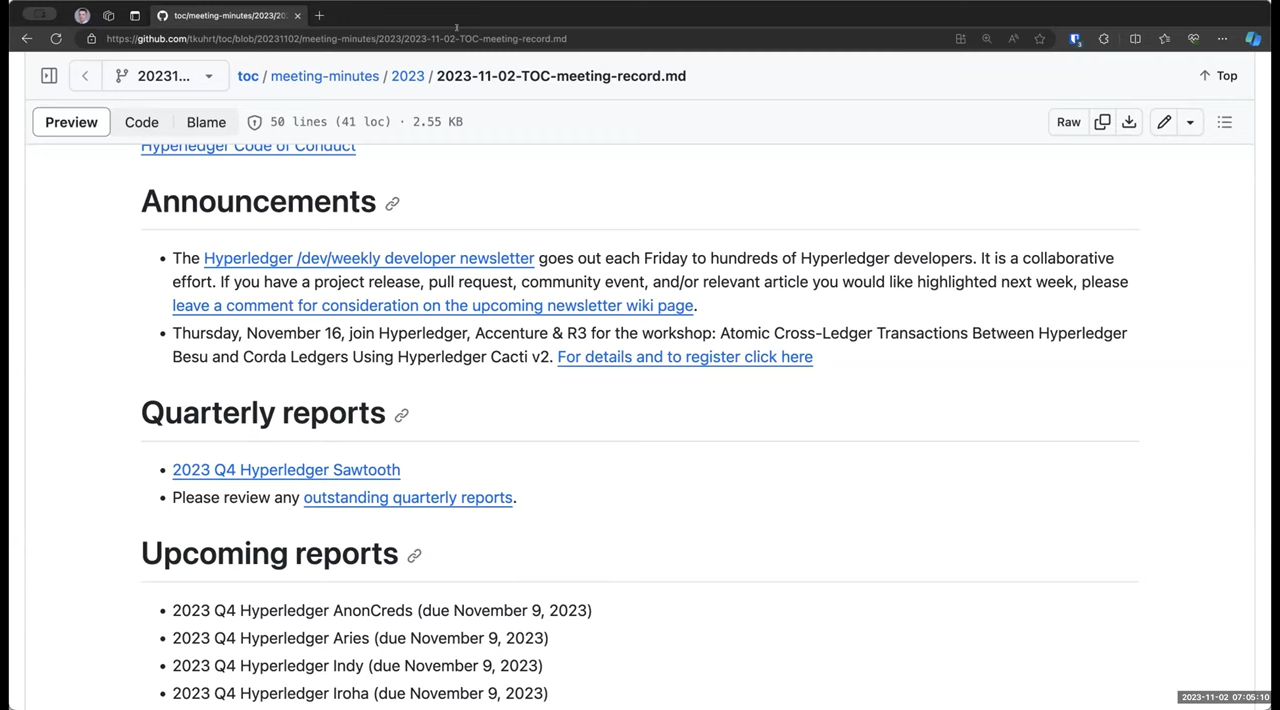 toc/meeting-minutes/2023/202
https://github.com/tkuhrt/toc/blob/20231102/meeting-minutes/2023/2023-11-02-TOC-meeting-record.md
20231... toc / meeting-minutes / 2023 / 2023-11-02-TOC-meeting-record.md Top
Preview Code Blame 50 lines (41 loc) · 2.55 KB Raw
Hyperledger Code of Conduct
Announcements
• The Hyperledger /dev/weekly developer newsletter goes out each Friday to hundreds of Hyperledger developers. It is a collaborative
effort. If you have a project release, pull request, community event, and/or relevant article you would like highlighted next week, please
leave a comment for consideration on the upcoming newsletter wiki page.
• Thursday, November 16, join Hyperledger, Accenture & R3 for the workshop: Atomic Cross-Ledger Transactions Between Hyperledger
Besu and Corda Ledgers Using Hyperledger Cacti v2. For details and to register click here
Quarterly reports
• 2023 Q4 Hyperledger Sawtooth
• Please review any outstanding quarterly reports.
Upcoming reports
• 2023 Q4 Hyperledger AnonCreds (due November 9, 2023)
• 2023 Q4 Hyperledger Aries (due November 9, 2023)
• 2023 Q4 Hyperledger Indy (due November 9, 2023)
• 2023 Q4 Hyperledger Iroha (due November 9, 2023)
2023-11-02 07:05:10